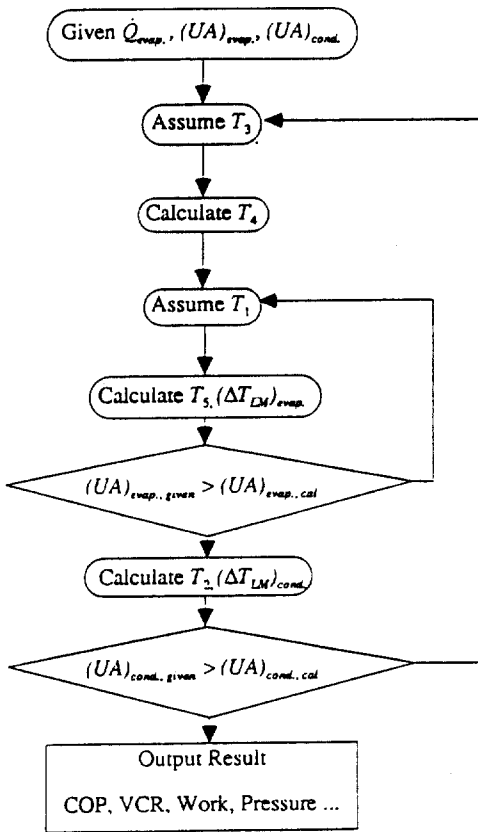 Given Q̇evap., (UA)evap., (UA)cond.
Assume T3
Calculate T4
Assume T1
Calculate T5, (ΔTLM)evap.
(UA)evap., given > (UA)evap., cal
Calculate T2, (ΔTLM)cond.
(UA)cond., given > (UA)cond., cal
Output Result
COP, VCR, Work, Pressure ...